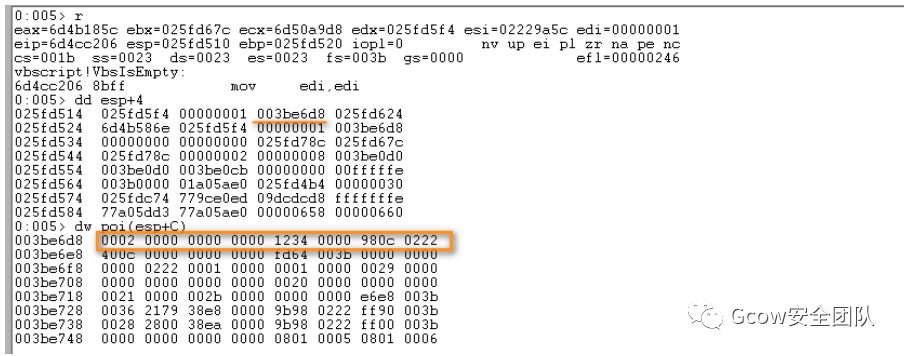 0:005> r
eax=6d4b185c ebx=025fd67c ecx=6d50a9d8 edx=025fd5f4 esi=02229a5c edi=00000001
eip=6d4cc206 esp=025fd510 ebp=025fd520 iopl=0 nv up ei pl zr na pe nc
cs=001b ss=0023 ds=0023 es=0023 fs=003b gs=0000 efl=00000246
vbscript!VbsIsEmpty:
6d4cc206 8bff mov edi,edi
0:005> dd esp+4
025fd514 025fd5f4 00000001 003be6d8 025fd624
025fd524 6d4b586e 025fd5f4 00000001 003be6d8
025fd534 00000000 00000000 025fd78c 025fd67c
025fd544 025fd78c 00000002 00000008 003be0d0
025fd554 003be0d0 003be0cb 00000000 00fffffe
025fd564 003b0000 01a05ae0 025fd4b4 00000030
025fd574 025fdc74 779ce0ed 09dcdcd8 fffffffe
025fd584 77a05dd3 77a05ae0 00000658 00000660
0:005> dw poi(esp+C)
003be6d8 0002 0000 0000 0000 1234 0000 980c 0222
003be6e8 400c 0000 0000 0000 fd64 003b 0000 0000
003be6f8 0000 0222 0001 0000 0001 0000 0029 0000
003be708 0000 0000 0000 0000 0020 0000 0000 0000
003be718 0021 0000 002b 0000 0000 0000 e6e8 003b
003be728 0036 2179 38e8 0000 9b98 0222 ff90 003b
003be738 0028 2800 38ea 0000 9b98 0222 ff00 003b
003be748 0000 0000 0000 0000 0801 0005 0801 0006
Gcow安全团队